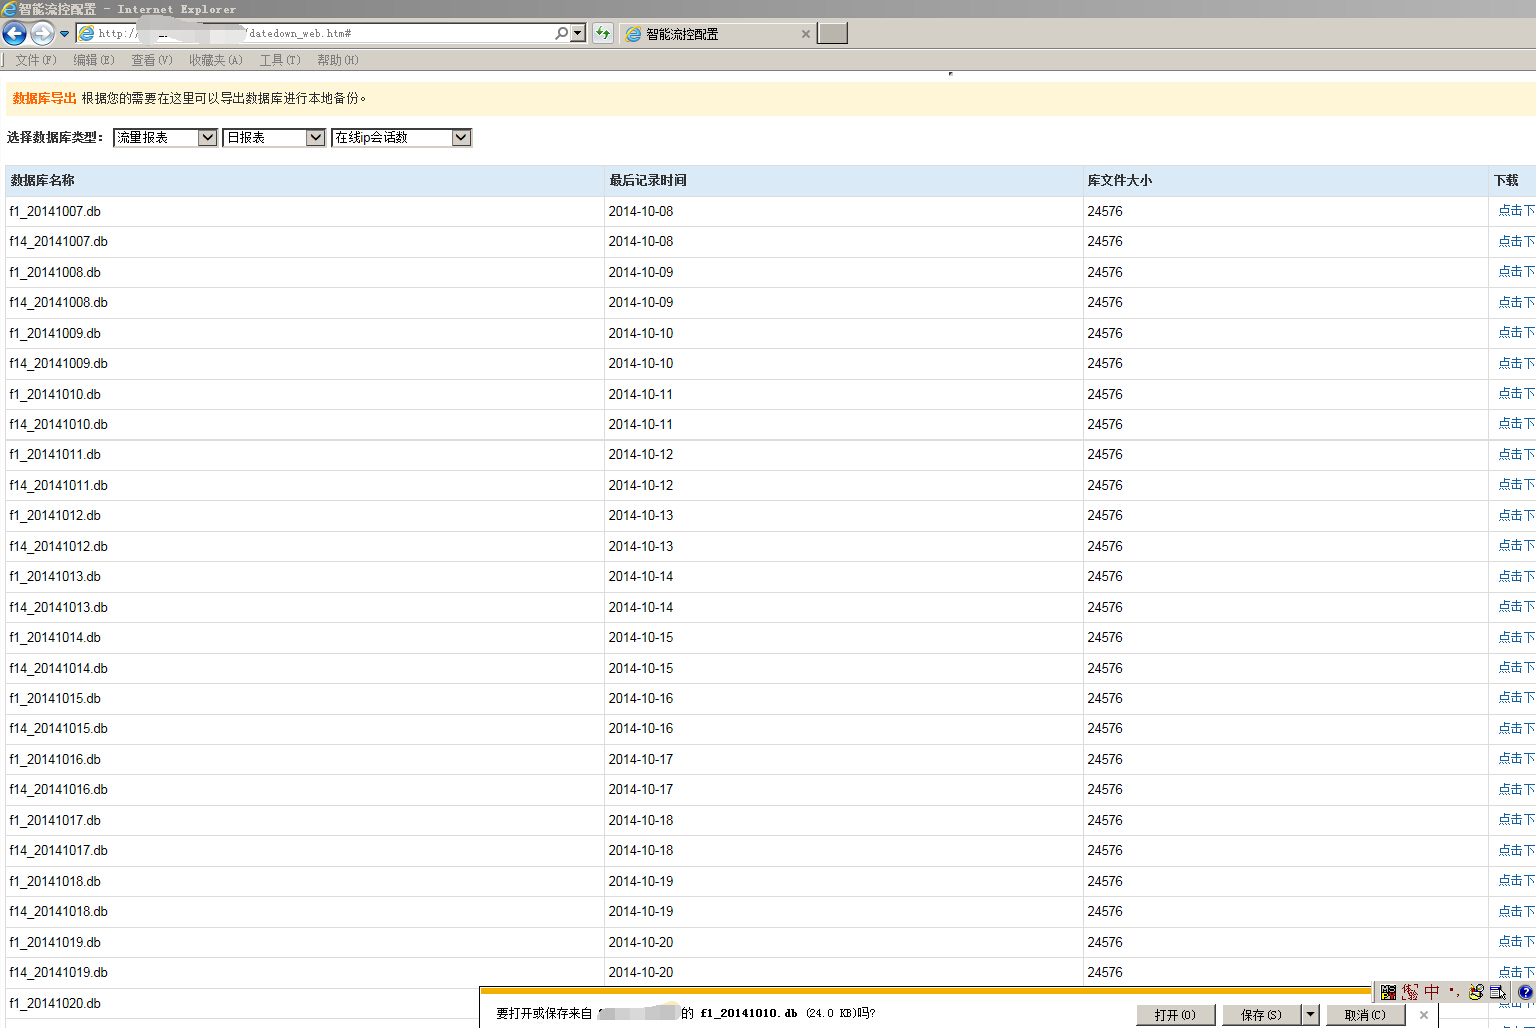 智能流控配置 - Internet Explorer
http:// /datedown_web.htm# 智能流控配置
文件(F) 编辑(E) 查看(V) 收藏夹(A) 工具(T) 帮助(H)
数据库导出 根据您的需要在这里可以导出数据库进行本地备份。
选择数据库类型： 流量报表 日报表 在线ip会话数
数据库名称 最后记录时间 库文件大小 下载
f1_20141007.db 2014-10-08 24576 点击下
f14_20141007.db 2014-10-08 24576 点击下
f1_20141008.db 2014-10-09 24576 点击下
f14_20141008.db 2014-10-09 24576 点击下
f1_20141009.db 2014-10-10 24576 点击下
f14_20141009.db 2014-10-10 24576 点击下
f1_20141010.db 2014-10-11 24576 点击下
f14_20141010.db 2014-10-11 24576 点击下
f1_20141011.db 2014-10-12 24576 点击下
f14_20141011.db 2014-10-12 24576 点击下
f1_20141012.db 2014-10-13 24576 点击下
f14_20141012.db 2014-10-13 24576 点击下
f1_20141013.db 2014-10-14 24576 点击下
f14_20141013.db 2014-10-14 24576 点击下
f1_20141014.db 2014-10-15 24576 点击下
f14_20141014.db 2014-10-15 24576 点击下
f1_20141015.db 2014-10-16 24576 点击下
f14_20141015.db 2014-10-16 24576 点击下
f1_20141016.db 2014-10-17 24576 点击下
f14_20141016.db 2014-10-17 24576 点击下
f1_20141017.db 2014-10-18 24576 点击下
f14_20141017.db 2014-10-18 24576 点击下
f1_20141018.db 2014-10-19 24576 点击下
f14_20141018.db 2014-10-19 24576 点击下
f1_20141019.db 2014-10-20 24576 点击下
f14_20141019.db 2014-10-20 24576 点击下
中
f1_20141020.db
要打开或保存来自 的 f1_20141010.db (24.0 KB)吗? 打开(O) 保存(S) 取消(C)